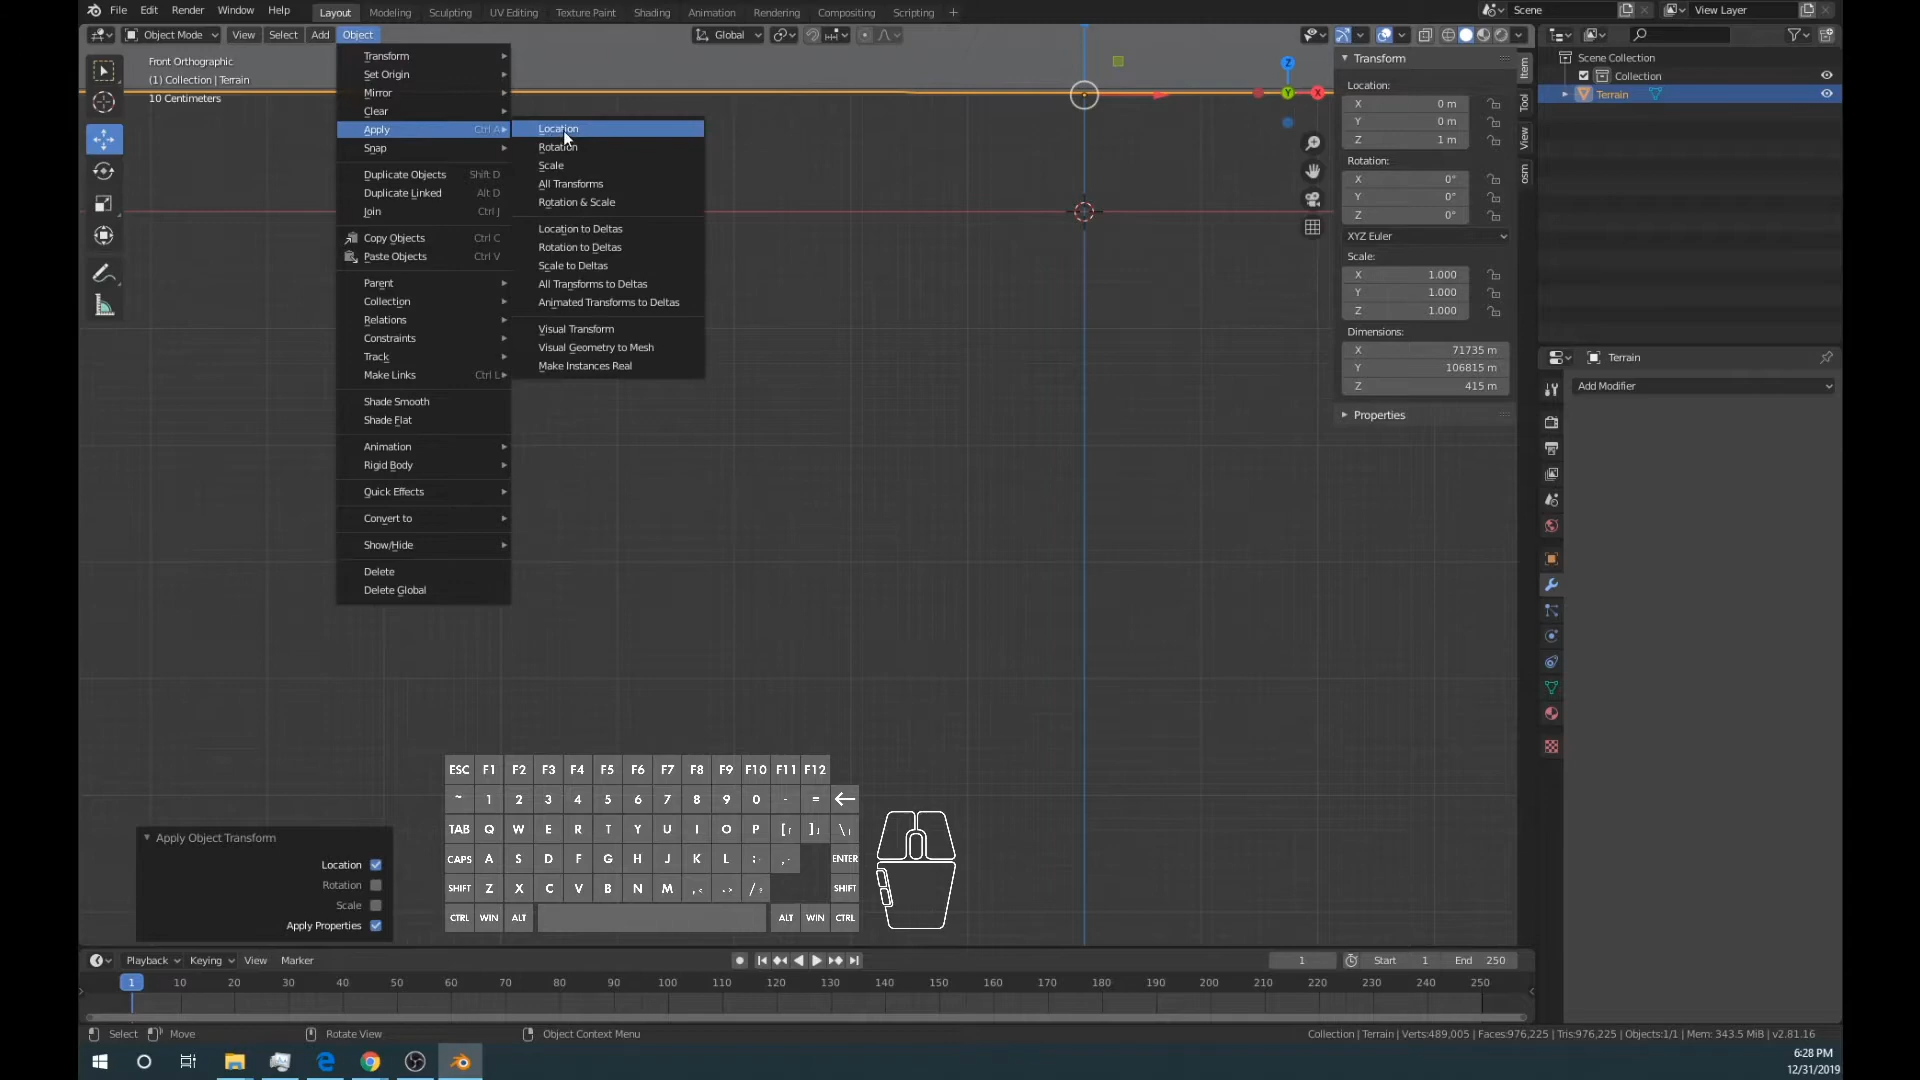 File Edit Render Window Help Layout Modeling Sculpting UV Editing Texture Paint Shading Animation Rendering Compositing Scripting + Scene View Layer
Object Mode View Select Add Object Global
Front Orthographic
(1) Collection | Terrain
10 Centimeters
Transform
Set Origin
Mirror
Clear
Apply Ctrl A
Snap
Duplicate Objects Shift D
Duplicate Linked Alt D
Join Ctrl J
Copy Objects Ctrl C
Paste Objects Ctrl V
Parent
Collection
Relations
Constraints
Track
Make Links Ctrl L
Shade Smooth
Shade Flat
Animation
Rigid Body
Quick Effects
Convert to
Show/Hide
Delete
Delete Global
Location
Rotation
Scale
All Transforms
Rotation & Scale
Location to Deltas
Rotation to Deltas
Scale to Deltas
All Transforms to Deltas
Animated Transforms to Deltas
Visual Transform
Visual Geometry to Mesh
Make Instances Real
Z
Y
X
Transform
Location:
X 0 m
Y 0 m
Z 1 m
Rotation:
X 0°
Y 0°
Z 0°
XYZ Euler
Scale:
X 1.000
Y 1.000
Z 1.000
Dimensions:
X 71735 m
Y 106815 m
Z 415 m
Properties
Item
Tool
View
osm
Scene Collection
Collection
Terrain
Terrain
Add Modifier
Apply Object Transform
Location
Rotation
Scale
Apply Properties
ESC F1 F2 F3 F4 F5 F6 F7 F8 F9 F10 F11 F12
~ 1 2 3 4 5 6 7 8 9 0 - =
TAB Q W E R T Y U I O P [ ] \
CAPS A S D F G H J K L ENTER
SHIFT Z X C V B N M SHIFT
CTRL WIN ALT ALT WIN CTRL
Playback Keying View Marker 1 Start 1 End 250
1 10 20 30 40 50 60 70 80 90 100 110 120 130 140 150 160 170 180 190 200 210 220 230 240 250
Select Move Rotate View Object Context Menu Collection | Terrain | Verts:489,005 | Faces:976,225 | Tris:976,225 | Objects:1/1 | Mem: 343.5 MiB | v2.81.16
6:28 PM
12/31/2019